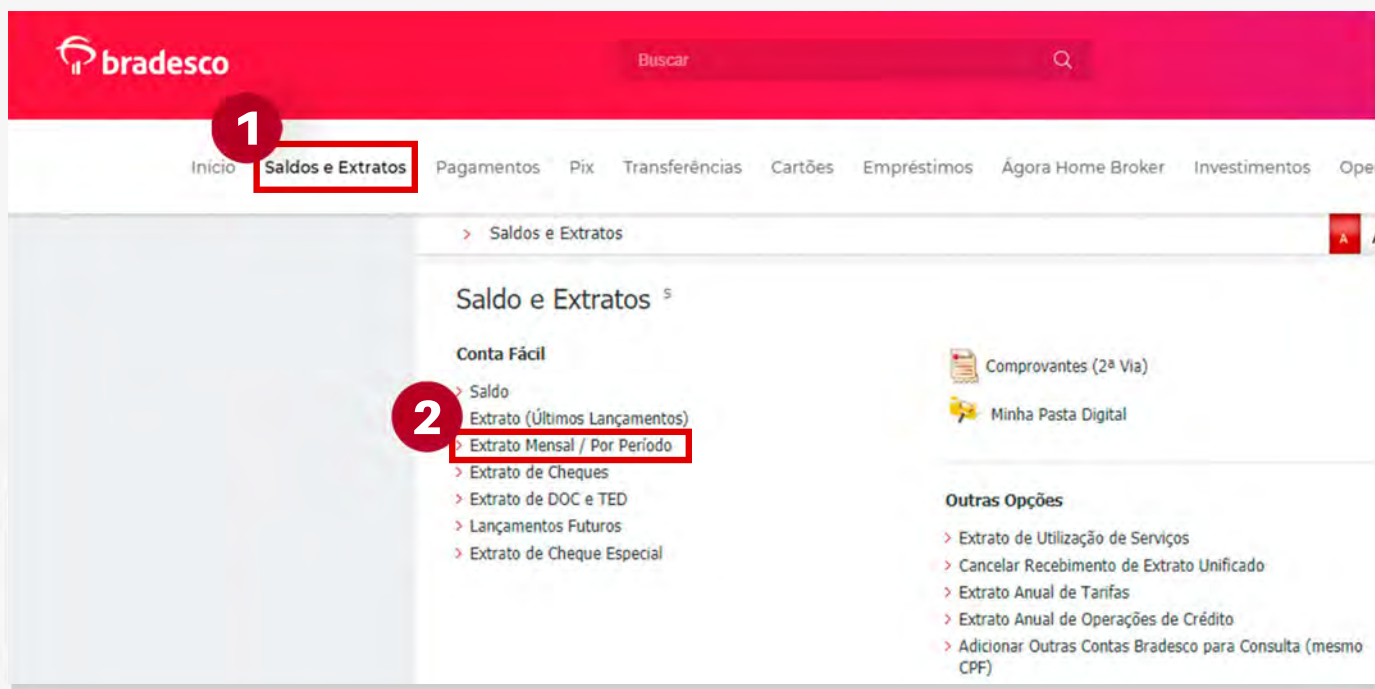 bradesco
Buscar
1
Início Saldos e Extratos Pagamentos Pix Transferências Cartões Empréstimos Ágora Home Broker Investimentos Ope
> Saldos e Extratos
A
Saldo e Extratos s
Conta Fácil
> Saldo
2
Extrato (Últimos Lançamentos)
> Extrato Mensal / Por Período
> Extrato de Cheques
> Extrato de DOC e TED
> Lançamentos Futuros
> Extrato de Cheque Especial
Comprovantes (2ª Via)
Minha Pasta Digital
Outras Opções
> Extrato de Utilização de Serviços
> Cancelar Recebimento de Extrato Unificado
> Extrato Anual de Tarifas
> Extrato Anual de Operações de Crédito
> Adicionar Outras Contas Bradesco para Consulta (mesmo
CPF)